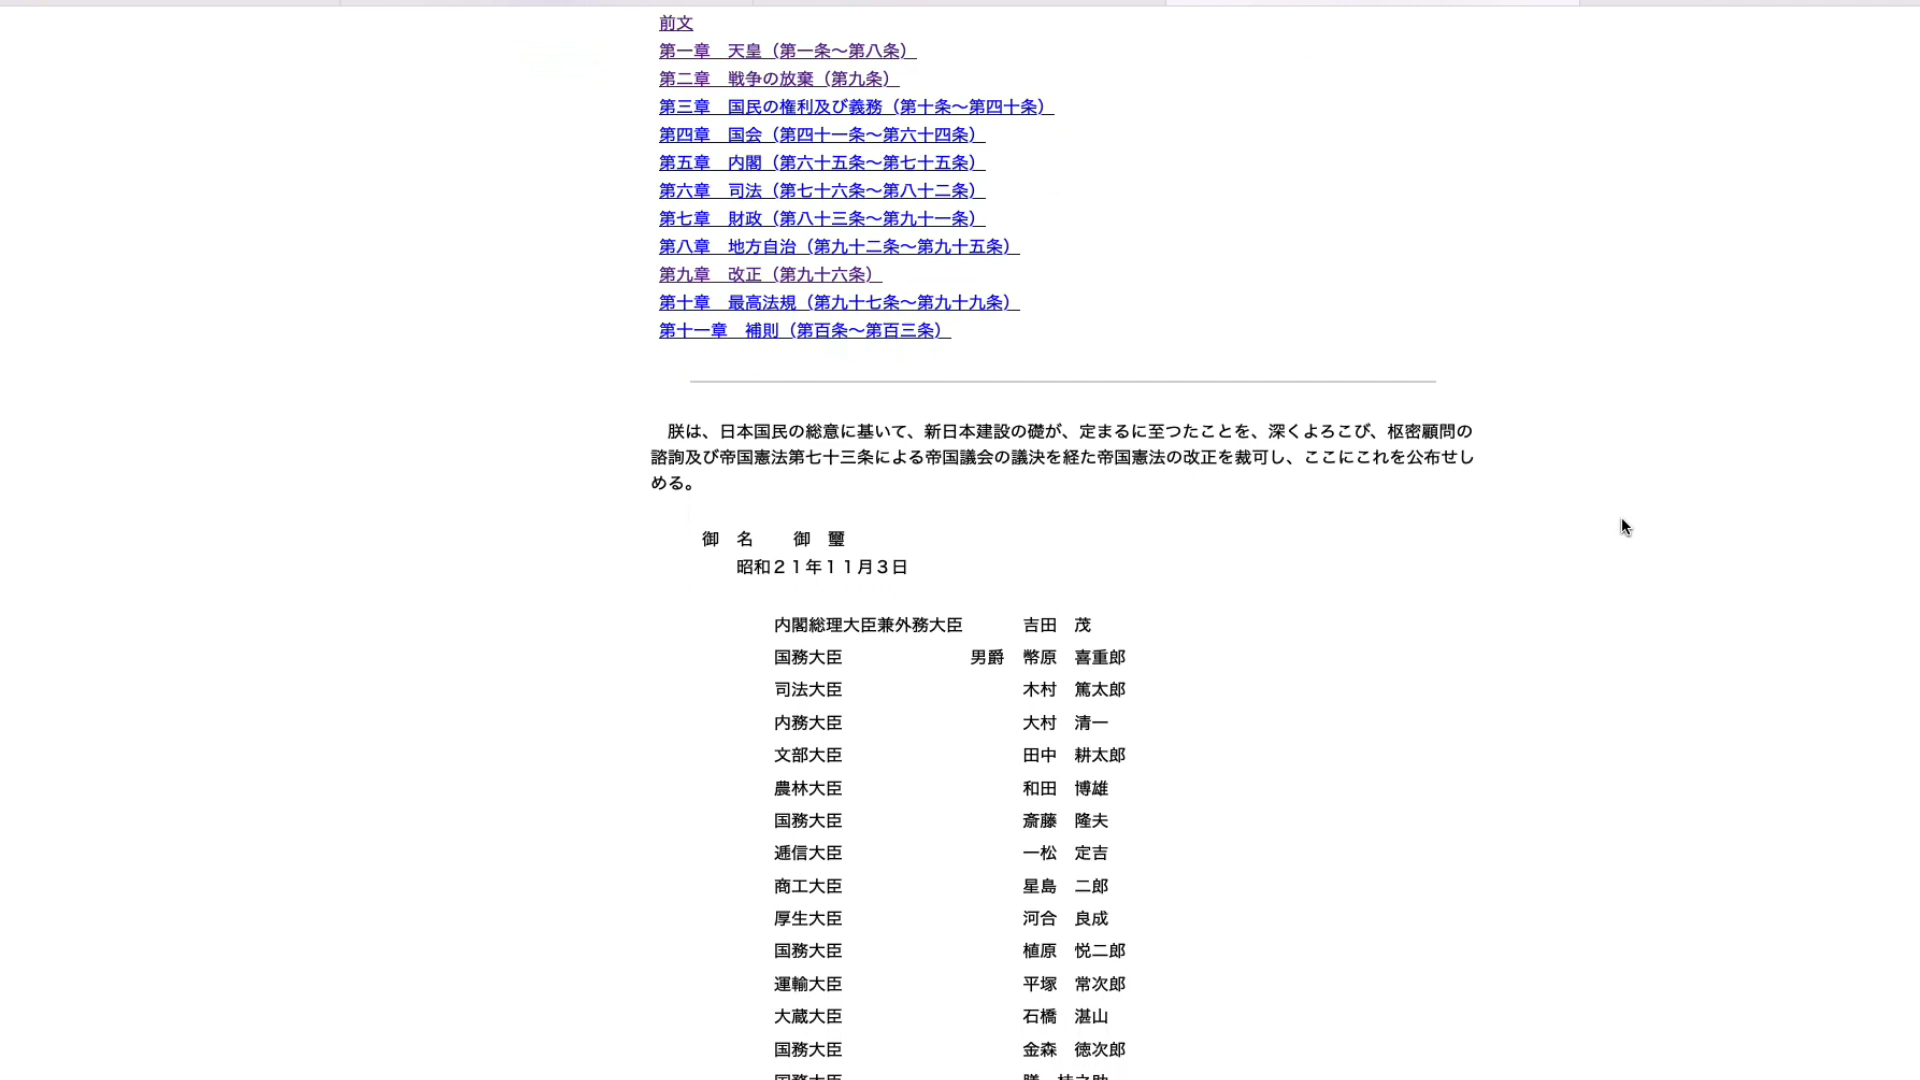 前文
第一章　天皇（第一条～第八条）
第二章　戦争の放棄（第九条）
第三章　国民の権利及び義務（第十条～第四十条）
第四章　国会（第四十一条～第六十四条）
第五章　内閣（第六十五条～第七十五条）
第六章　司法（第七十六条～第八十二条）
第七章　財政（第八十三条～第九十一条）
第八章　地方自治（第九十二条～第九十五条）
第九章　改正（第九十六条）
第十章　最高法規（第九十七条～第九十九条）
第十一章　補則（第百条～第百三条）
朕は、日本国民の総意に基いて、新日本建設の礎が、定まるに至つたことを、深くよろこび、枢密顧問の
諮詢及び帝国憲法第七十三条による帝国議会の議決を経た帝国憲法の改正を裁可し、ここにこれを公布せし
める。
御　名　　御　璽
昭和２１年１１月３日
内閣総理大臣兼外務大臣　吉田　茂
国務大臣　男爵　幣原　喜重郎
司法大臣　木村　篤太郎
内務大臣　大村　清一
文部大臣　田中　耕太郎
農林大臣　和田　博雄
国務大臣　斎藤　隆夫
逓信大臣　一松　定吉
商工大臣　星島　二郎
厚生大臣　河合　良成
国務大臣　植原　悦二郎
運輸大臣　平塚　常次郎
大蔵大臣　石橋　湛山
国務大臣　金森　徳次郎